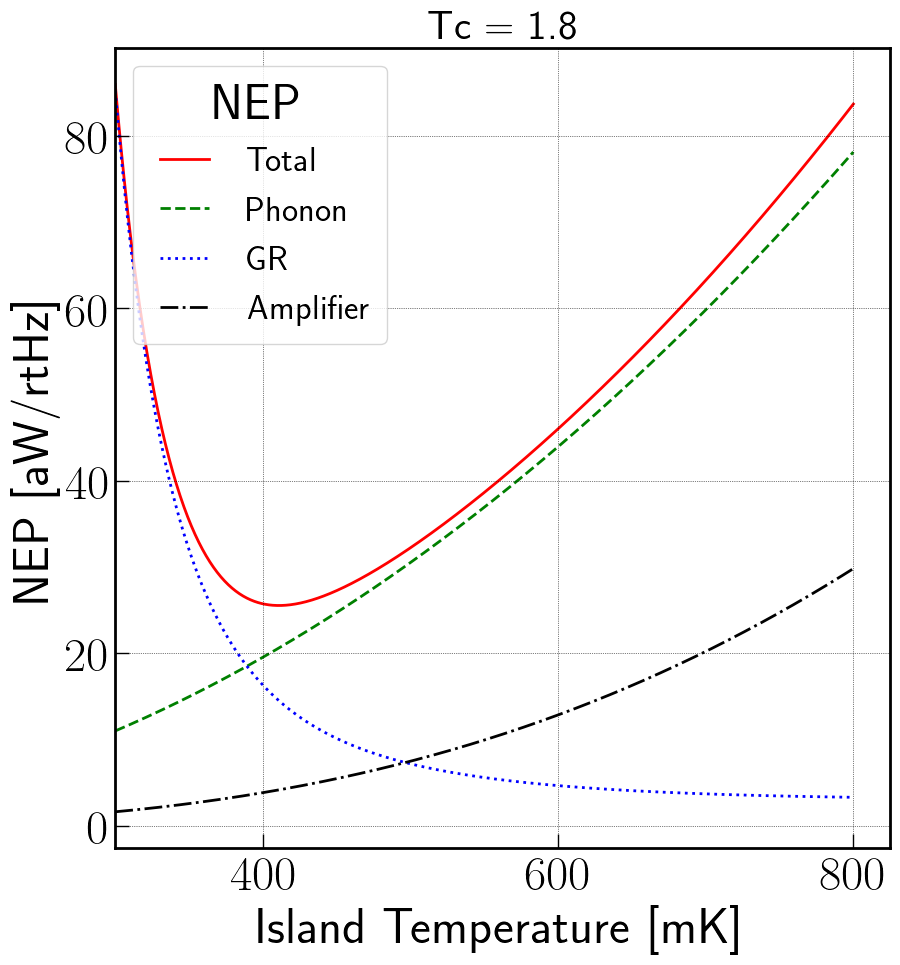 Tc = 1.8
NEP
Total
Phonon
GR
Amplifier
NEP [aW/rtHz]
80
60
40
20
0
400 600 800
Island Temperature [mK]